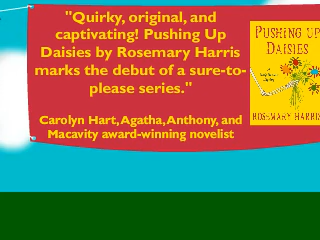 "Quirky, original, and
captivating! Pushing Up
Daisies by Rosemary Harris
marks the debut of a sure-to-
please series."
Carolyn Hart, Agatha, Anthony, and
Macavity award-winning novelist
PUSHING UP
DAISIES
ROSEMARY HARRIS